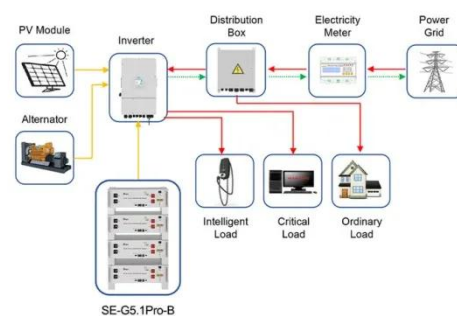 PV Module
Inverter
Distribution
Box
Electricity
Meter
Power
Grid
Alternator
Intelligent
Load
Critical
Load
Ordinary
Load
SE-G5.1Pro-B